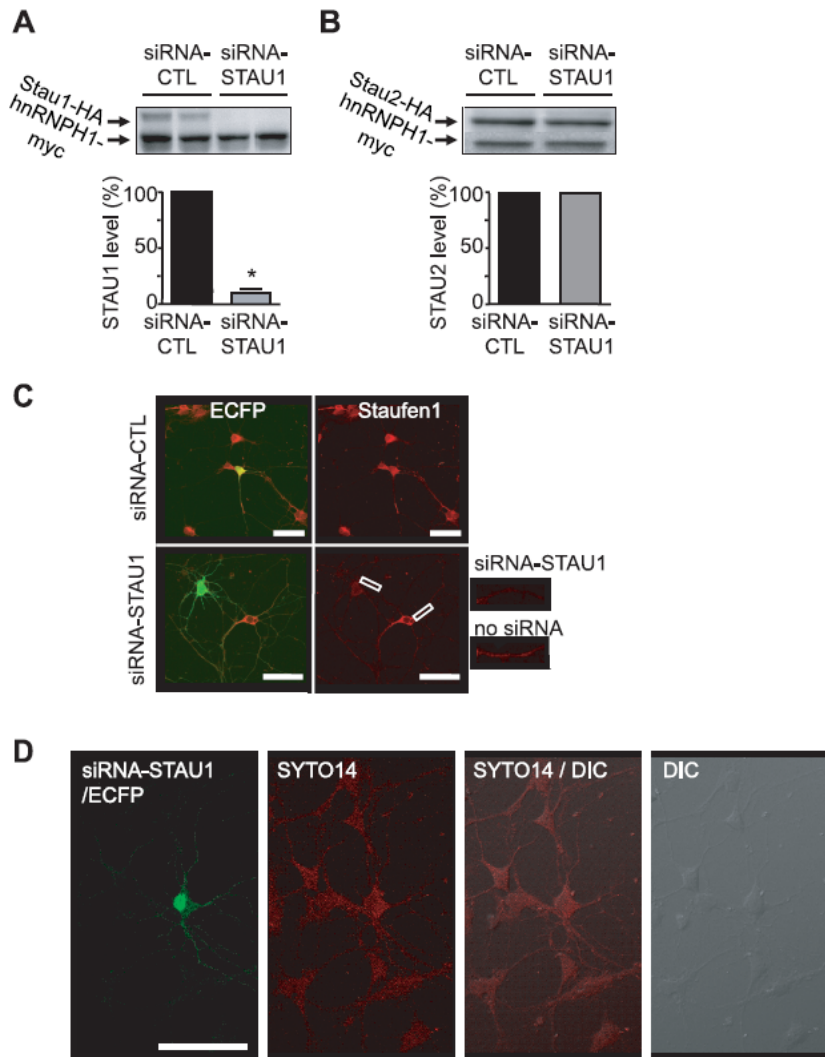 A
siRNA-
CTL
siRNA-
STAU1
Stau1-HA
hnRNPH1-
myc
STAU1 level (%)
100
50
0
*
siRNA-
CTL
siRNA-
STAU1
B
siRNA-
CTL
siRNA-
STAU1
Stau2-HA
hnRNPH1-
myc
STAU2 level (%)
100
50
0
siRNA-
CTL
siRNA-
STAU1
C
ECFP
Staufen1
siRNA-CTL
siRNA-STAU1
siRNA-STAU1
no siRNA
D
siRNA-STAU1
/ECFP
SYTO14
SYTO14 / DIC
DIC